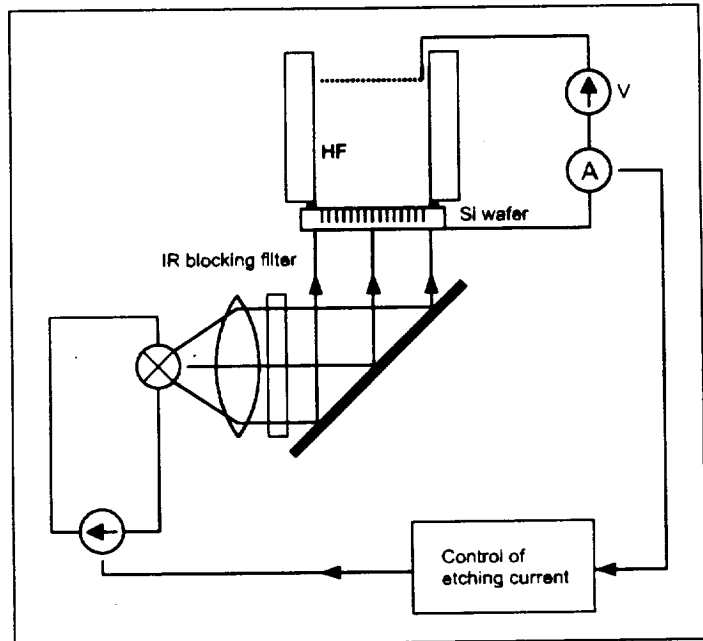 V
HF
A
Si wafer
IR blocking filter
Control of
etching current